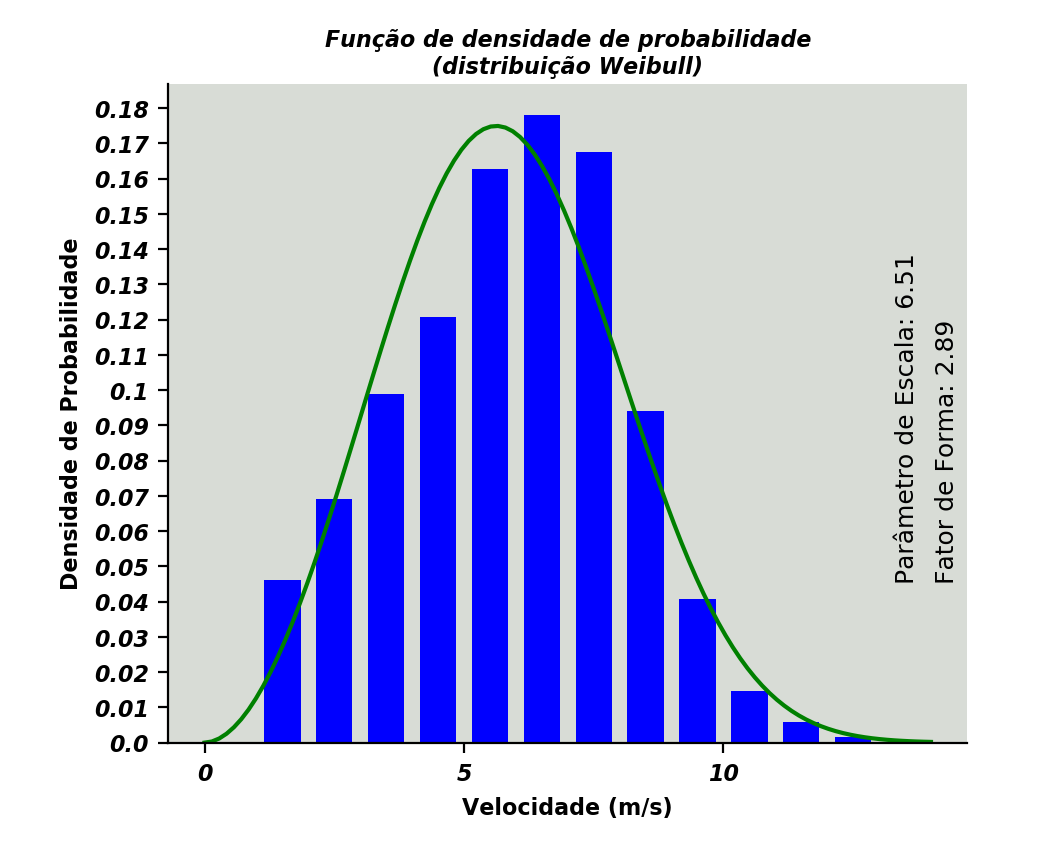 Função de densidade de probabilidade
(distribuição Weibull)
Densidade de Probabilidade
0.18
0.17
0.16
0.15
0.14
0.13
0.12
0.11
0.1
0.09
0.08
0.07
0.06
0.05
0.04
0.03
0.02
0.01
0.0
Parâmetro de Escala: 6.51
Fator de Forma: 2.89
0 5 10
Velocidade (m/s)